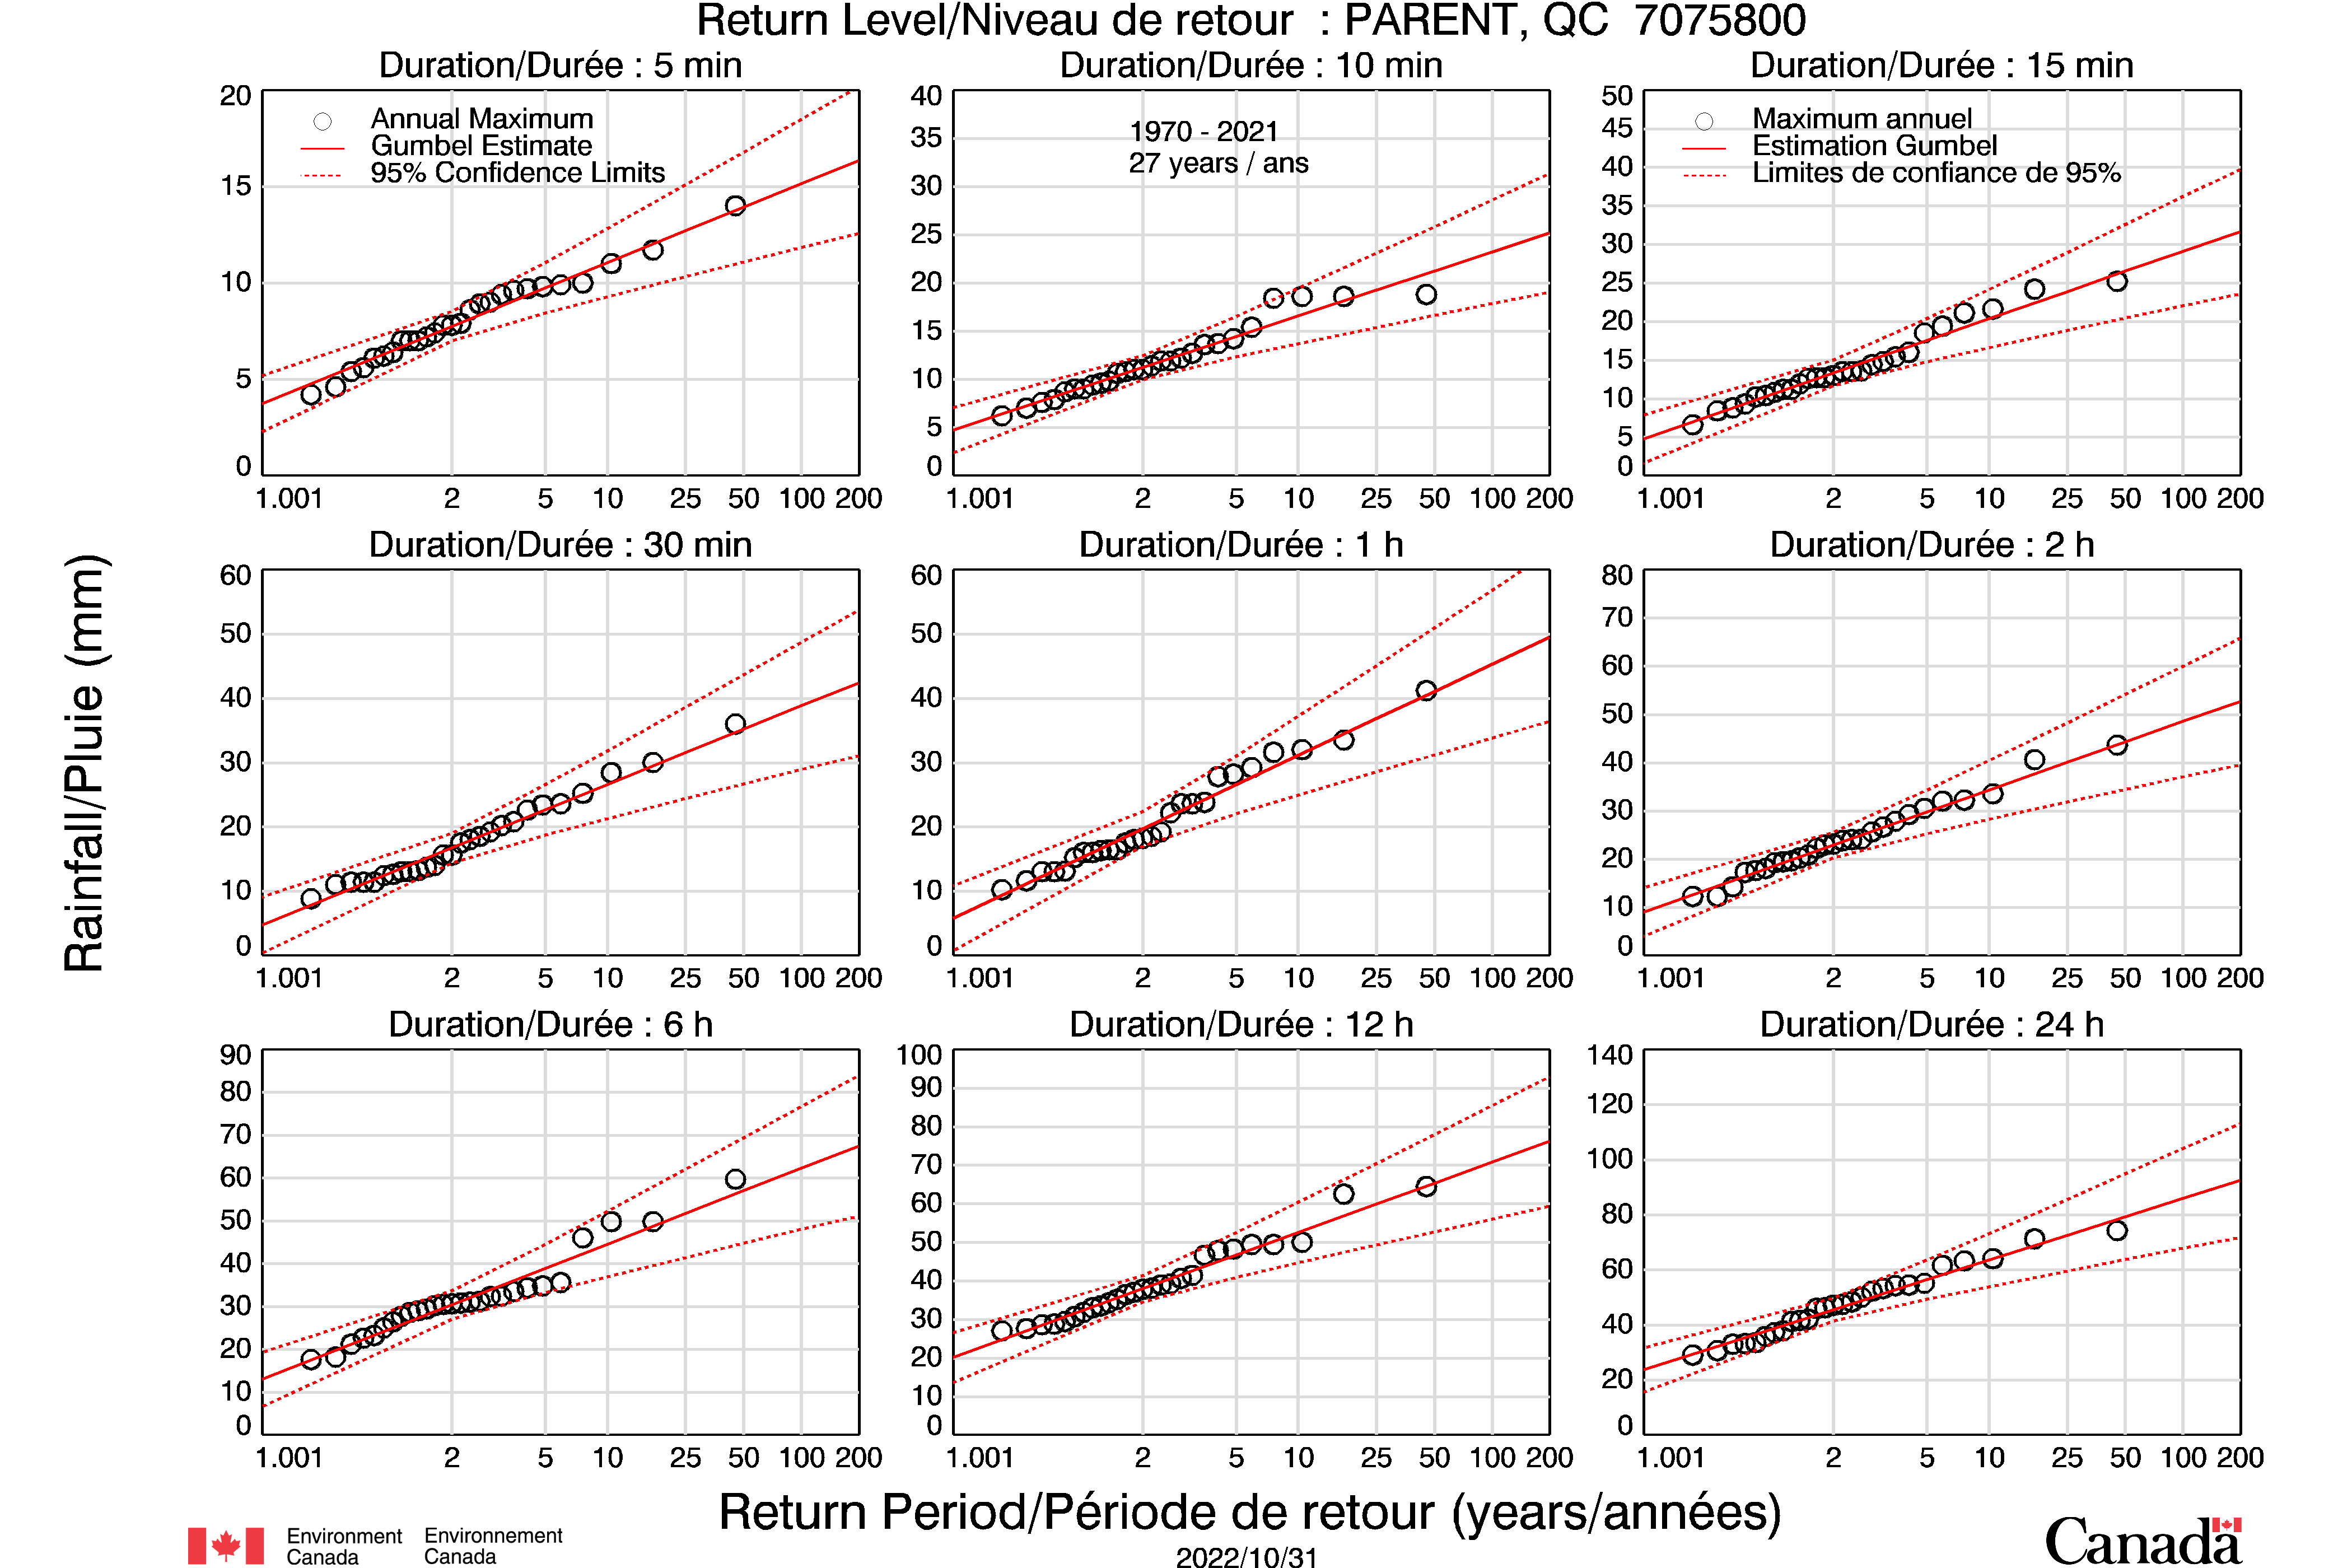 Return Level/Niveau de retour : PARENT, QC 7075800
Duration/Durée : 5 min
20
15
10
5
0
Annual Maximum
Gumbel Estimate
95% Confidence Limits
1.001 2 5 10 25 50 100 200
Duration/Durée : 10 min
40
35
30
25
20
15
10
5
0
1970 - 2021
27 years / ans
1.001 2 5 10 25 50 100 200
Duration/Durée : 15 min
50
45
40
35
30
25
20
15
10
5
0
Maximum annuel
Estimation Gumbel
Limites de confiance de 95%
1.001 2 5 10 25 50 100 200
Rainfall/Pluie (mm)
Duration/Durée : 30 min
60
50
40
30
20
10
0
1.001 2 5 10 25 50 100 200
Duration/Durée : 1 h
60
50
40
30
20
10
0
1.001 2 5 10 25 50 100 200
Duration/Durée : 2 h
80
70
60
50
40
30
20
10
0
1.001 2 5 10 25 50 100 200
Duration/Durée : 6 h
90
80
70
60
50
40
30
20
10
0
1.001 2 5 10 25 50 100 200
Duration/Durée : 12 h
100
90
80
70
60
50
40
30
20
10
0
1.001 2 5 10 25 50 100 200
Duration/Durée : 24 h
140
120
100
80
60
40
20
0
1.001 2 5 10 25 50 100 200
Return Period/Période de retour (years/années)
Environment Canada
Environnement Canada
2022/10/31
Canada